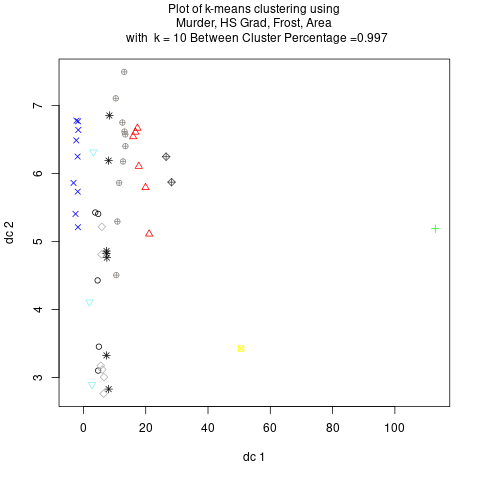 Plot of k-means clustering using
Murder, HS Grad, Frost, Area
with k = 10 Between Cluster Percentage =0.997
7
6
5
4
3
dc 2
0 20 40 60 80 100
dc 1